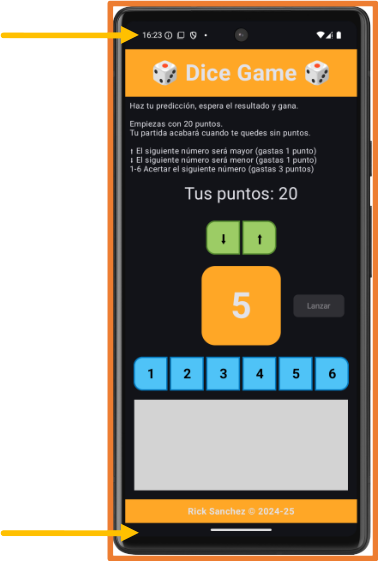 16:23
Dice Game
Haz tu predicción, espera el resultado y gana.
Empiezas con 20 puntos.
Tu partida acabará cuando te quedes sin puntos.
↑ El siguiente número será mayor (gastas 1 punto)
↓ El siguiente número será menor (gastas 1 punto)
1-6 Acertar el siguiente número (gastas 3 puntos)
Tus puntos: 20
↓ ↑
5
Lanzar
1 2 3 4 5 6
Rick Sanchez © 2024-25